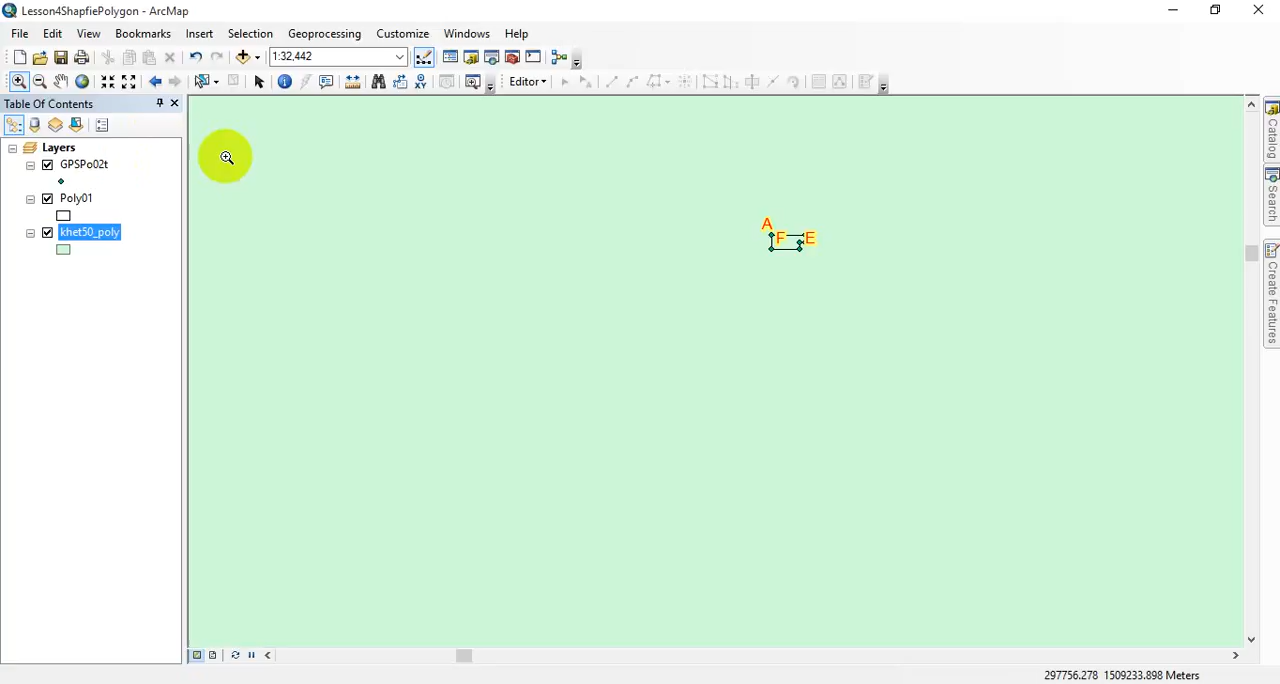 Lesson4ShapfiePolygon - ArcMap
File Edit View Bookmarks Insert Selection Geoprocessing Customize Windows Help
1:32,442
Editor
Table Of Contents
Layers
GPSPo02t
Poly01
khet50_poly
A
F E
Catalog
Search
Create Features
297756.278 1509233.898 Meters